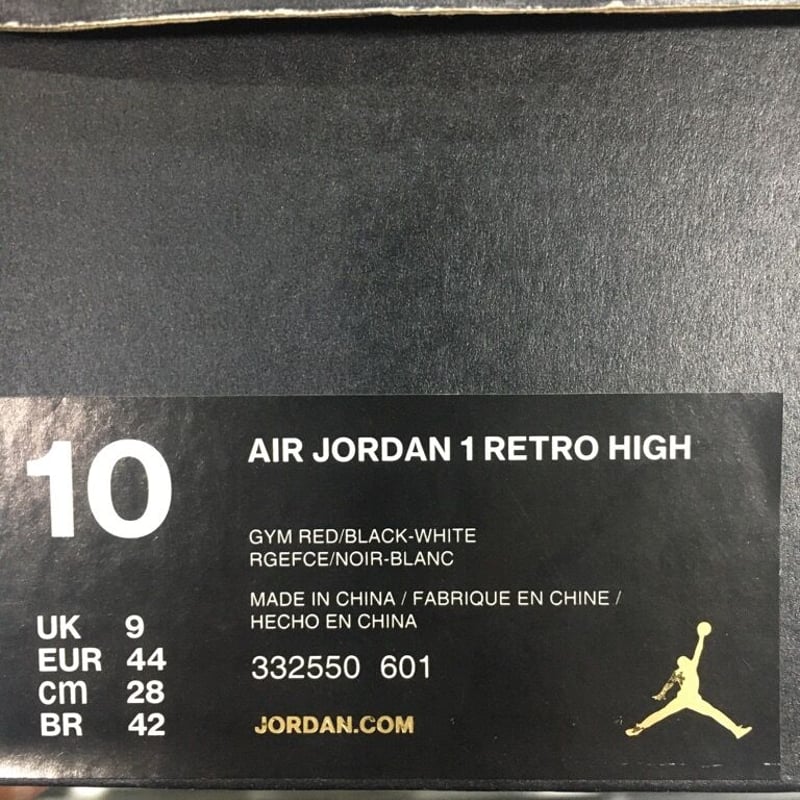 10
AIR JORDAN 1 RETRO HIGH
GYM RED/BLACK-WHITE
RGEFCE/NOIR-BLANC
MADE IN CHINA / FABRIQUE EN CHINE /
HECHO EN CHINA
332550 601
JORDAN.COM
UK 9
EUR 44
cm 28
BR 42